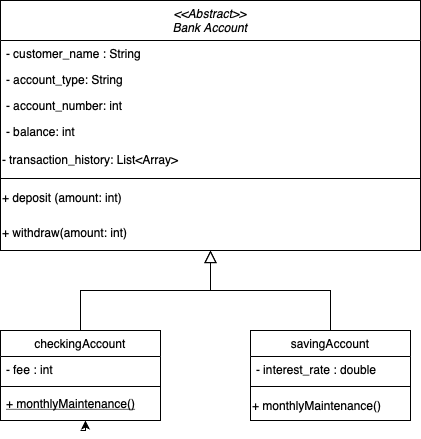 <<Abstract>>
Bank Account
- customer_name : String
- account_type: String
- account_number: int
- balance: int
- transaction_history: List<Array>
+ deposit (amount: int)
+ withdraw(amount: int)
checkingAccount
- fee : int
+ monthlyMaintenance()
savingAccount
- interest_rate : double
+ monthlyMaintenance()